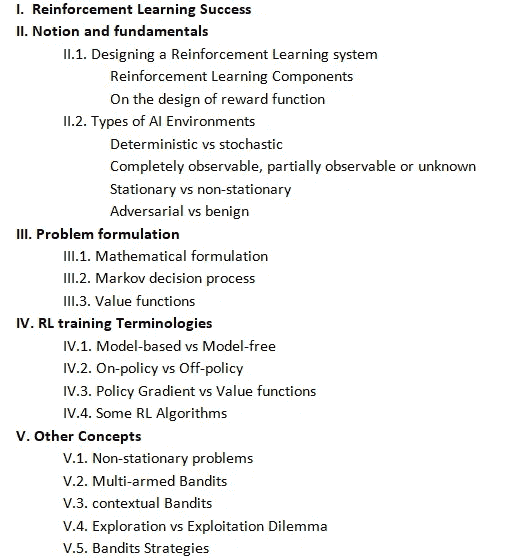 I. Reinforcement Learning Success
II. Notion and fundamentals
II.1. Designing a Reinforcement Learning system
Reinforcement Learning Components
On the design of reward function
II.2. Types of AI Environments
Deterministic vs stochastic
Completely observable, partially observable or unknown
Stationary vs non-stationary
Adversarial vs benign
III. Problem formulation
III.1. Mathematical formulation
III.2. Markov decision process
III.3. Value functions
IV. RL training Terminologies
IV.1. Model-based vs Model-free
IV.2. On-policy vs Off-policy
IV.3. Policy Gradient vs Value functions
IV.4. Some RL Algorithms
V. Other Concepts
V.1. Non-stationary problems
V.2. Multi-armed Bandits
V.3. contextual Bandits
V.4. Exploration vs Exploitation Dilemma
V.5. Bandits Strategies